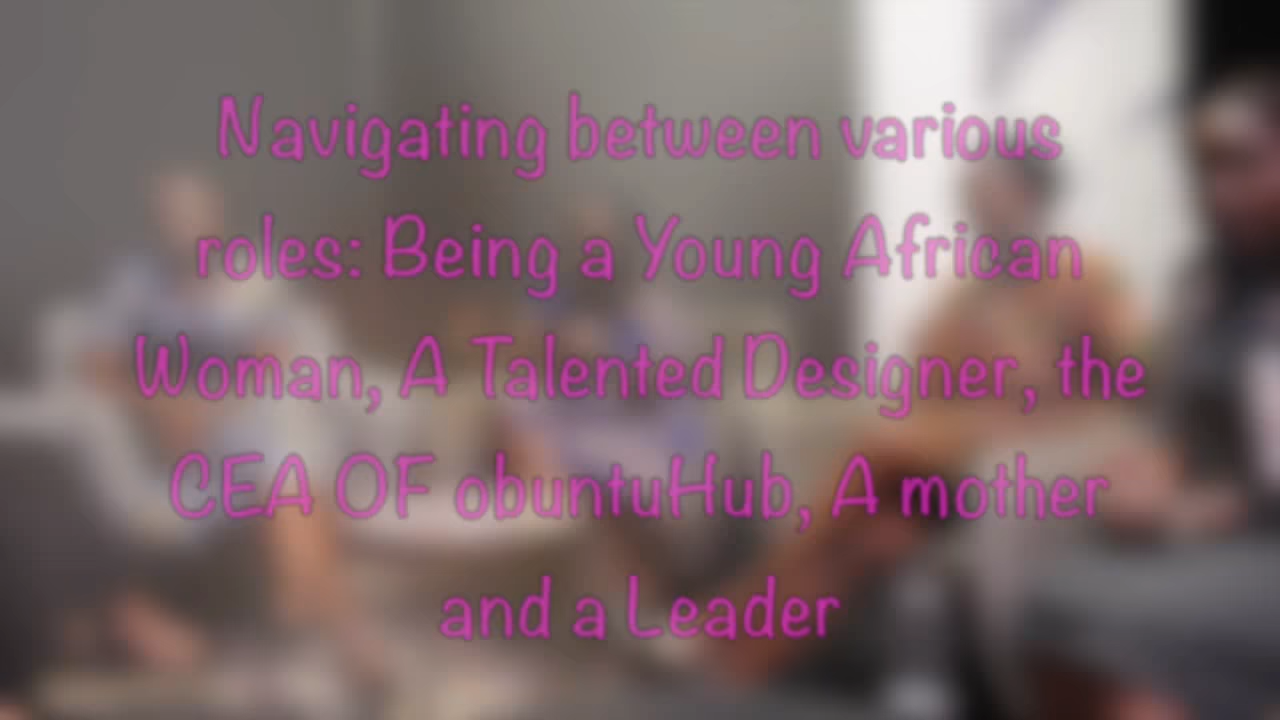 Navigating between various
roles: Being a Young African
Woman, A Talented Designer, the
CEA OF obuntuHub, A mother
and a Leader